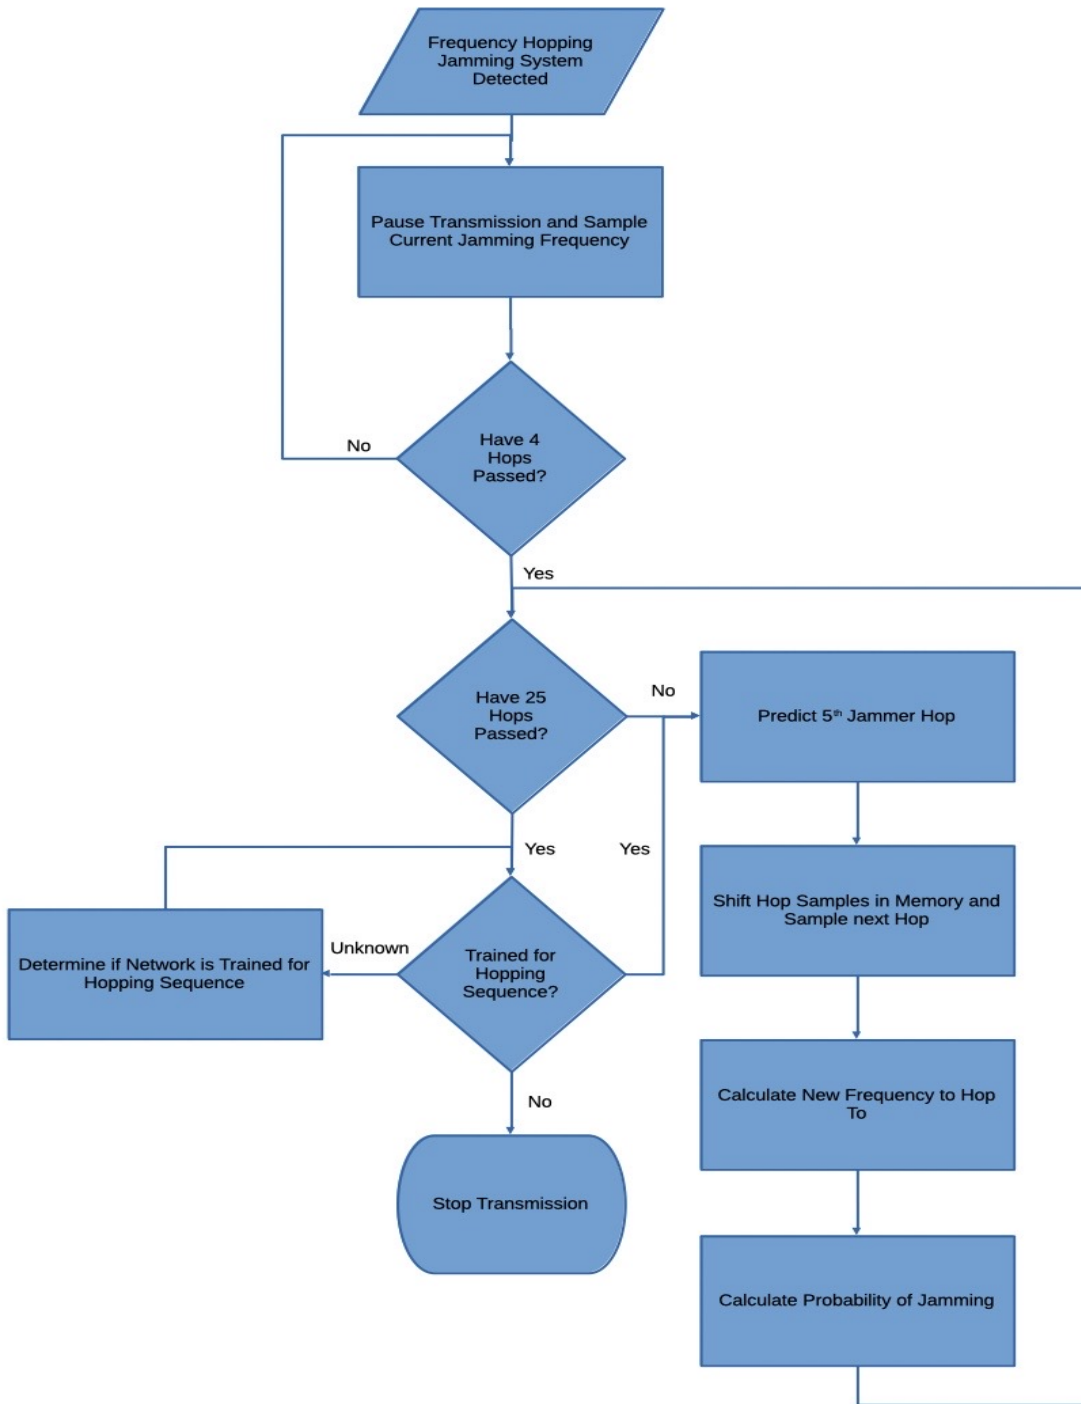 Frequency Hopping
Jamming System
Detected
Pause Transmission and Sample
Current Jamming Frequency
Have 4
Hops
Passed?
No
Yes
Have 25
Hops
Passed?
No
Predict 5th Jammer Hop
Yes
Yes
Shift Hop Samples in Memory and
Sample next Hop
Trained for
Hopping
Sequence?
Unknown
Determine if Network is Trained for
Hopping Sequence
No
Calculate New Frequency to Hop
To
Stop Transmission
Calculate Probability of Jamming